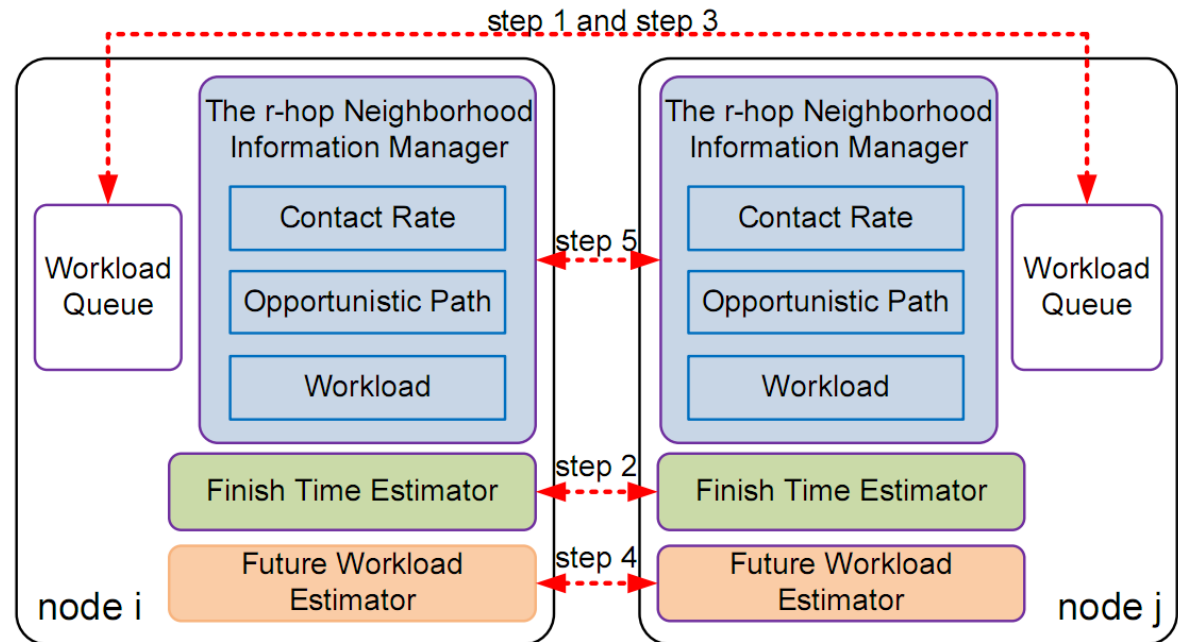 step 1 and step 3
The r-hop Neighborhood
Information Manager
Contact Rate
Opportunistic Path
Workload
Workload
Queue
Finish Time Estimator
Future Workload
Estimator
node i
step 5
step 2
step 4
The r-hop Neighborhood
Information Manager
Contact Rate
Opportunistic Path
Workload
Workload
Queue
Finish Time Estimator
Future Workload
Estimator
node j